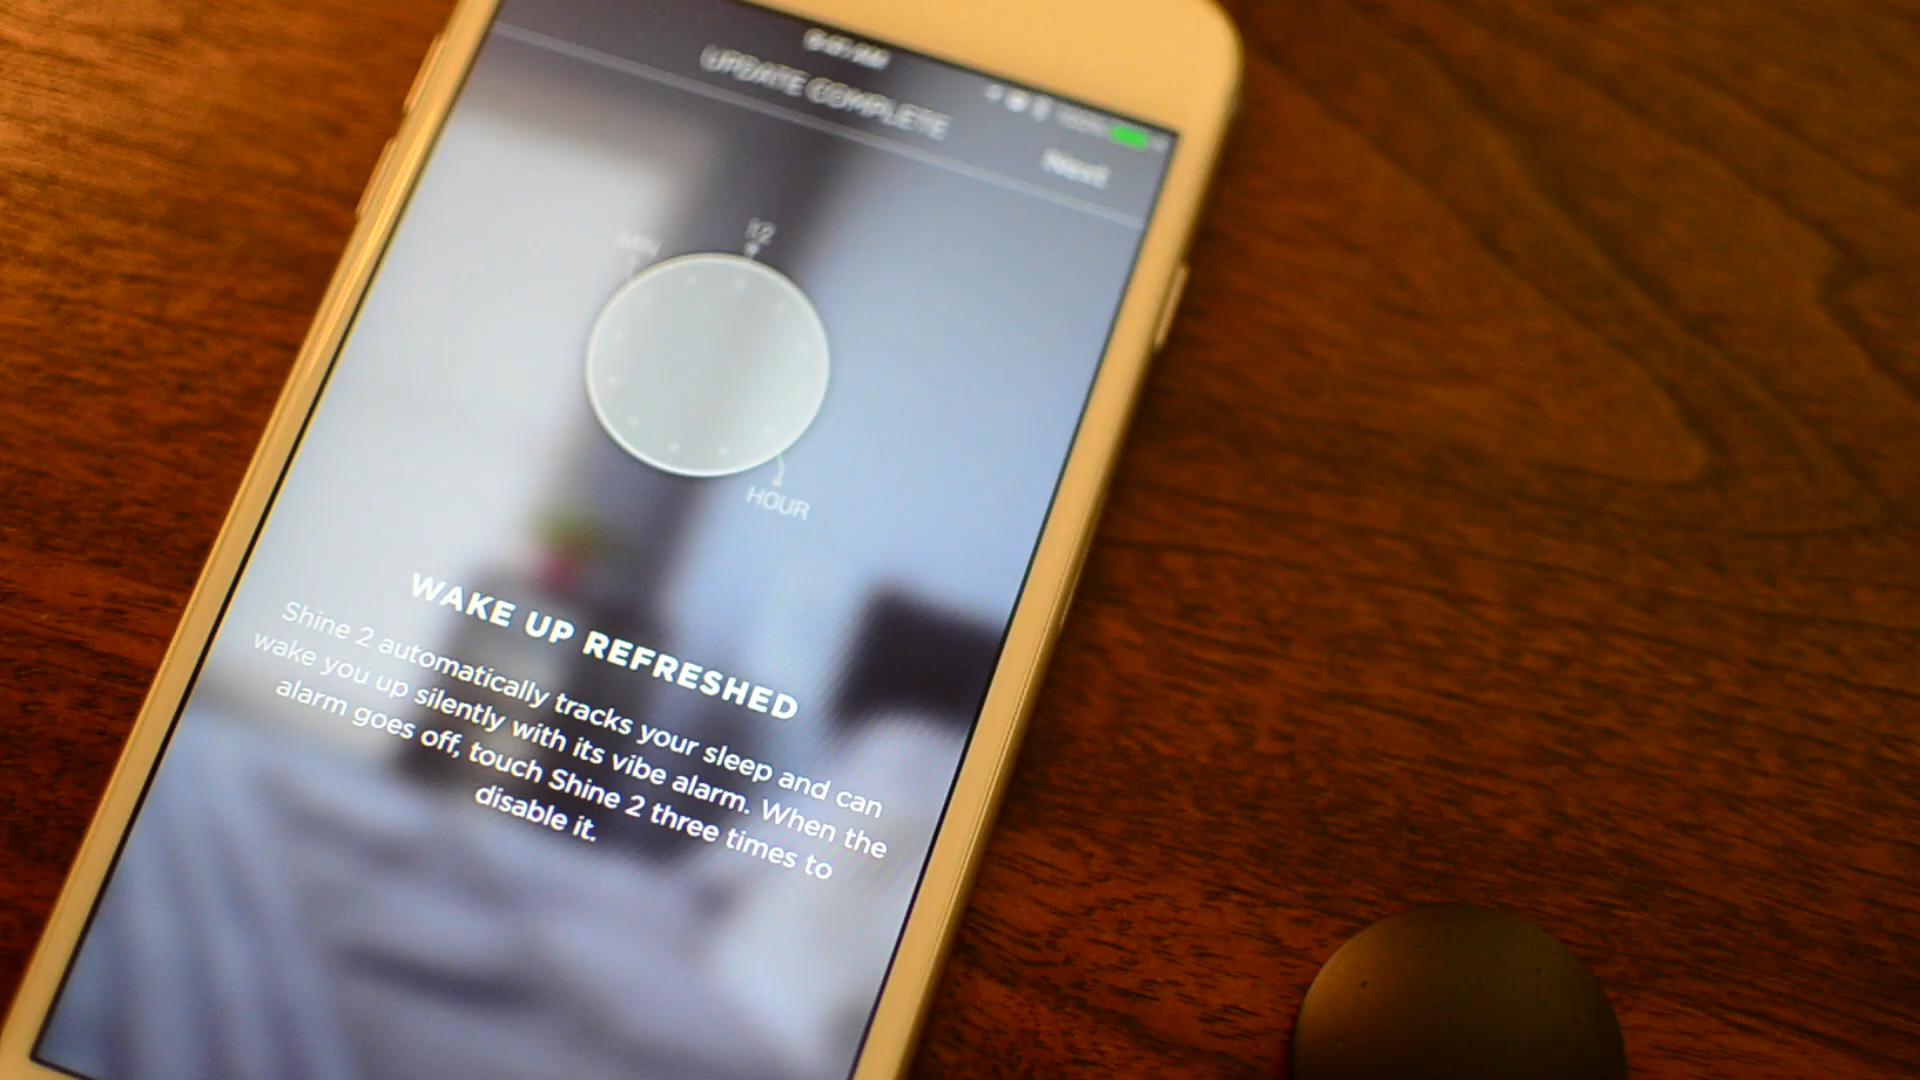 UPDATE COMPLETE
Next
12
MIN
HOUR
WAKE UP REFRESHED
Shine 2 automatically tracks your sleep and can
wake you up silently with its vibe alarm. When the
alarm goes off, touch Shine 2 three times to
disable it.